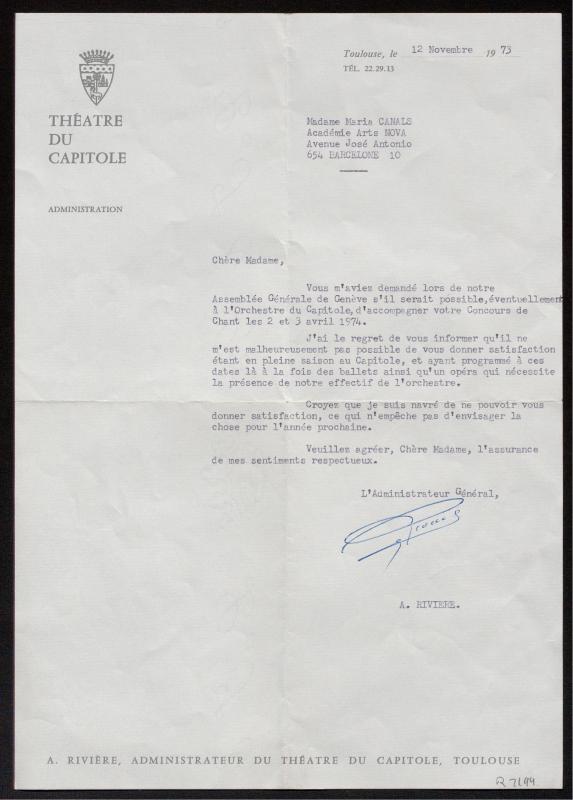 THÉATRE
DU
CAPITOLE
ADMINISTRATION
Toulouse, le 12 Novembre 1973
TÉL. 22.29.13
Madame Maria CANALS
Académie Arts NOVA
Avenue José Antonio
654 BARCELONE 10
Chère Madame,
Vous m'aviez demandé lors de notre
Assemblée Générale de Genève s'il serait possible,éventuellement
à l'Orchestre du Capitole,d'accompagner votre Concours de
Chant les 2 et 3 avril 1974.
J'ai le regret de vous informer qu'il ne
m'est malheureusement pas possible de vous donner satisfaction
étant en pleine saison au Capitole, et ayant programmé à ces
dates là à la fois des ballets ainsi qu'un opéra qui nécessite
la présence de notre effectif de l'orchestre.
Croyez que je suis navré de ne pouvoir vous
donner satisfaction, ce qui n'empêche pas d'envisager la
chose pour l'année prochaine.
Veuillez agréer, Chère Madame, l'assurance
de mes sentiments respectueux.
L'Administrateur Général,
A. RIVIERE.
A. RIVIÈRE, ADMINISTRATEUR DU THÉATRE DU CAPITOLE, TOULOUSE
R 7194